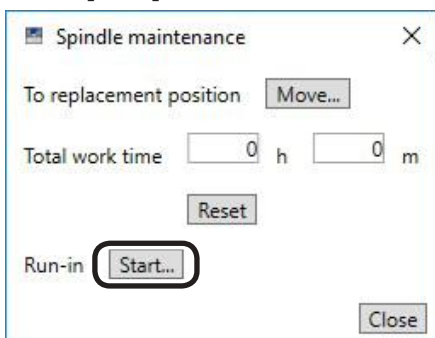 Spindle maintenance
To replacement position Move...
Total work time 0 h 0 m
Reset
Run-in Start...
Close